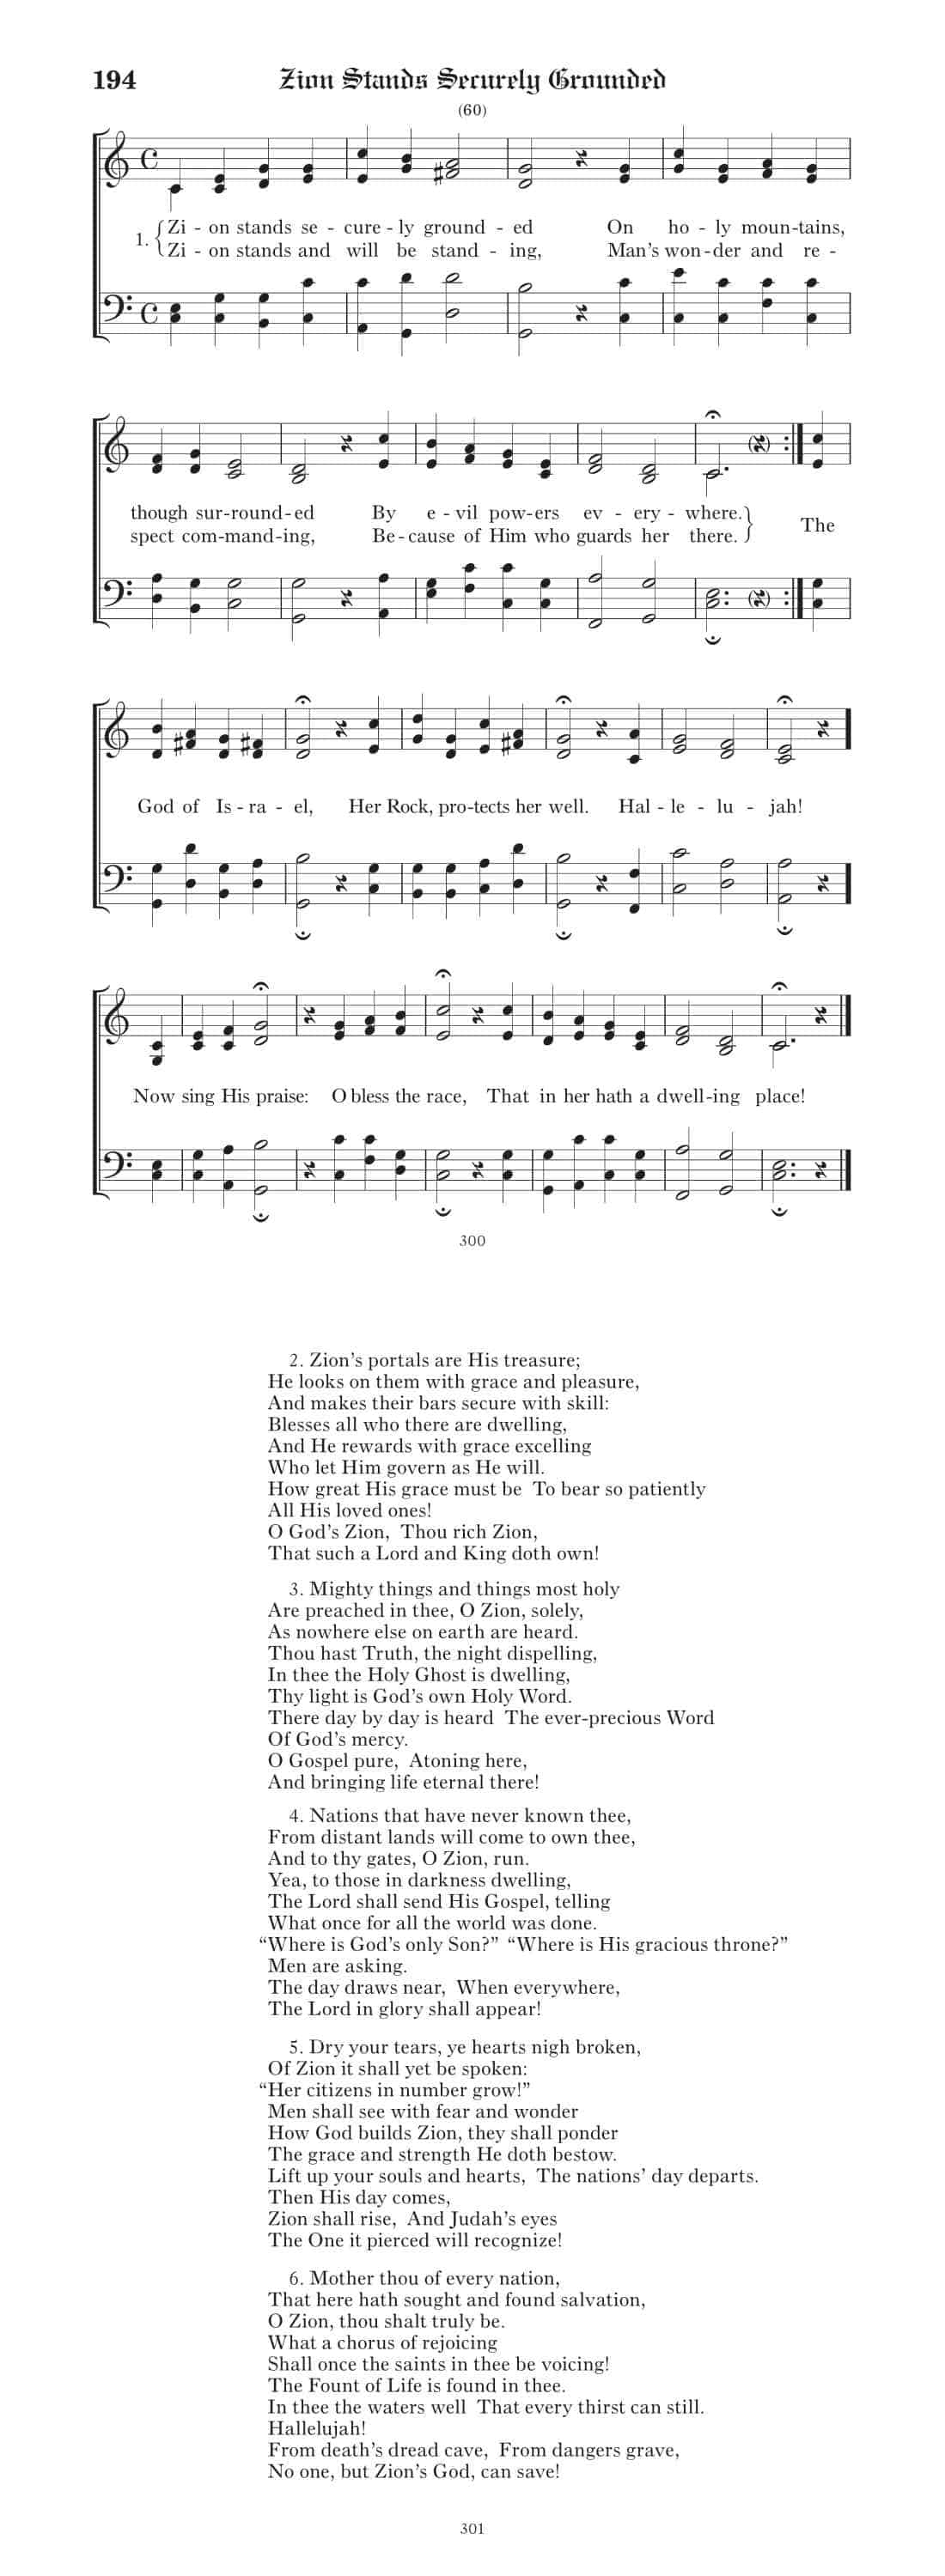 194 Zion Stands Securely Grounded
(60)
1. Zi - on stands se - cure - ly ground - ed On ho - ly moun - tains,
Zi - on stands and will be stand - ing, Man's won - der and re -
though sur - round - ed By e - vil pow - ers ev - ery - where.
spect com - mand - ing, Be - cause of Him who guards her there. The
God of Is - ra - el, Her Rock, pro - tects her well. Hal - le - lu - jah!
Now sing His praise: O bless the race, That in her hath a dwell - ing place!
300
2. Zion's portals are His treasure;
He looks on them with grace and pleasure,
And makes their bars secure with skill:
Blesses all who there are dwelling,
And He rewards with grace excelling
Who let Him govern as He will.
How great His grace must be To bear so patiently
All His loved ones!
O God's Zion, Thou rich Zion,
That such a Lord and King doth own!
3. Mighty things and things most holy
Are preached in thee, O Zion, solely,
As nowhere else on earth are heard.
Thou hast Truth, the night dispelling,
In thee the Holy Ghost is dwelling,
Thy light is God's own Holy Word.
There day by day is heard The ever-precious Word
Of God's mercy.
O Gospel pure, Atoning here,
And bringing life eternal there!
4. Nations that have never known thee,
From distant lands will come to own thee,
And to thy gates, O Zion, run.
Yea, to those in darkness dwelling,
The Lord shall send His Gospel, telling
What once for all the world was done.
“Where is God's only Son?” “Where is His gracious throne?”
Men are asking.
The day draws near, When everywhere,
The Lord in glory shall appear!
5. Dry your tears, ye hearts nigh broken,
Of Zion it shall yet be spoken:
“Her citizens in number grow!”
Men shall see with fear and wonder
How God builds Zion, they shall ponder
The grace and strength He doth bestow.
Lift up your souls and hearts, The nations' day departs.
Then His day comes,
Zion shall rise, And Judah's eyes
The One it pierced will recognize!
6. Mother thou of every nation,
That here hath sought and found salvation,
O Zion, thou shalt truly be.
What a chorus of rejoicing
Shall once the saints in thee be voicing!
The Fount of Life is found in thee.
In thee the waters well That every thirst can still.
Hallelujah!
From death's dread cave, From dangers grave,
No one, but Zion's God, can save!
301